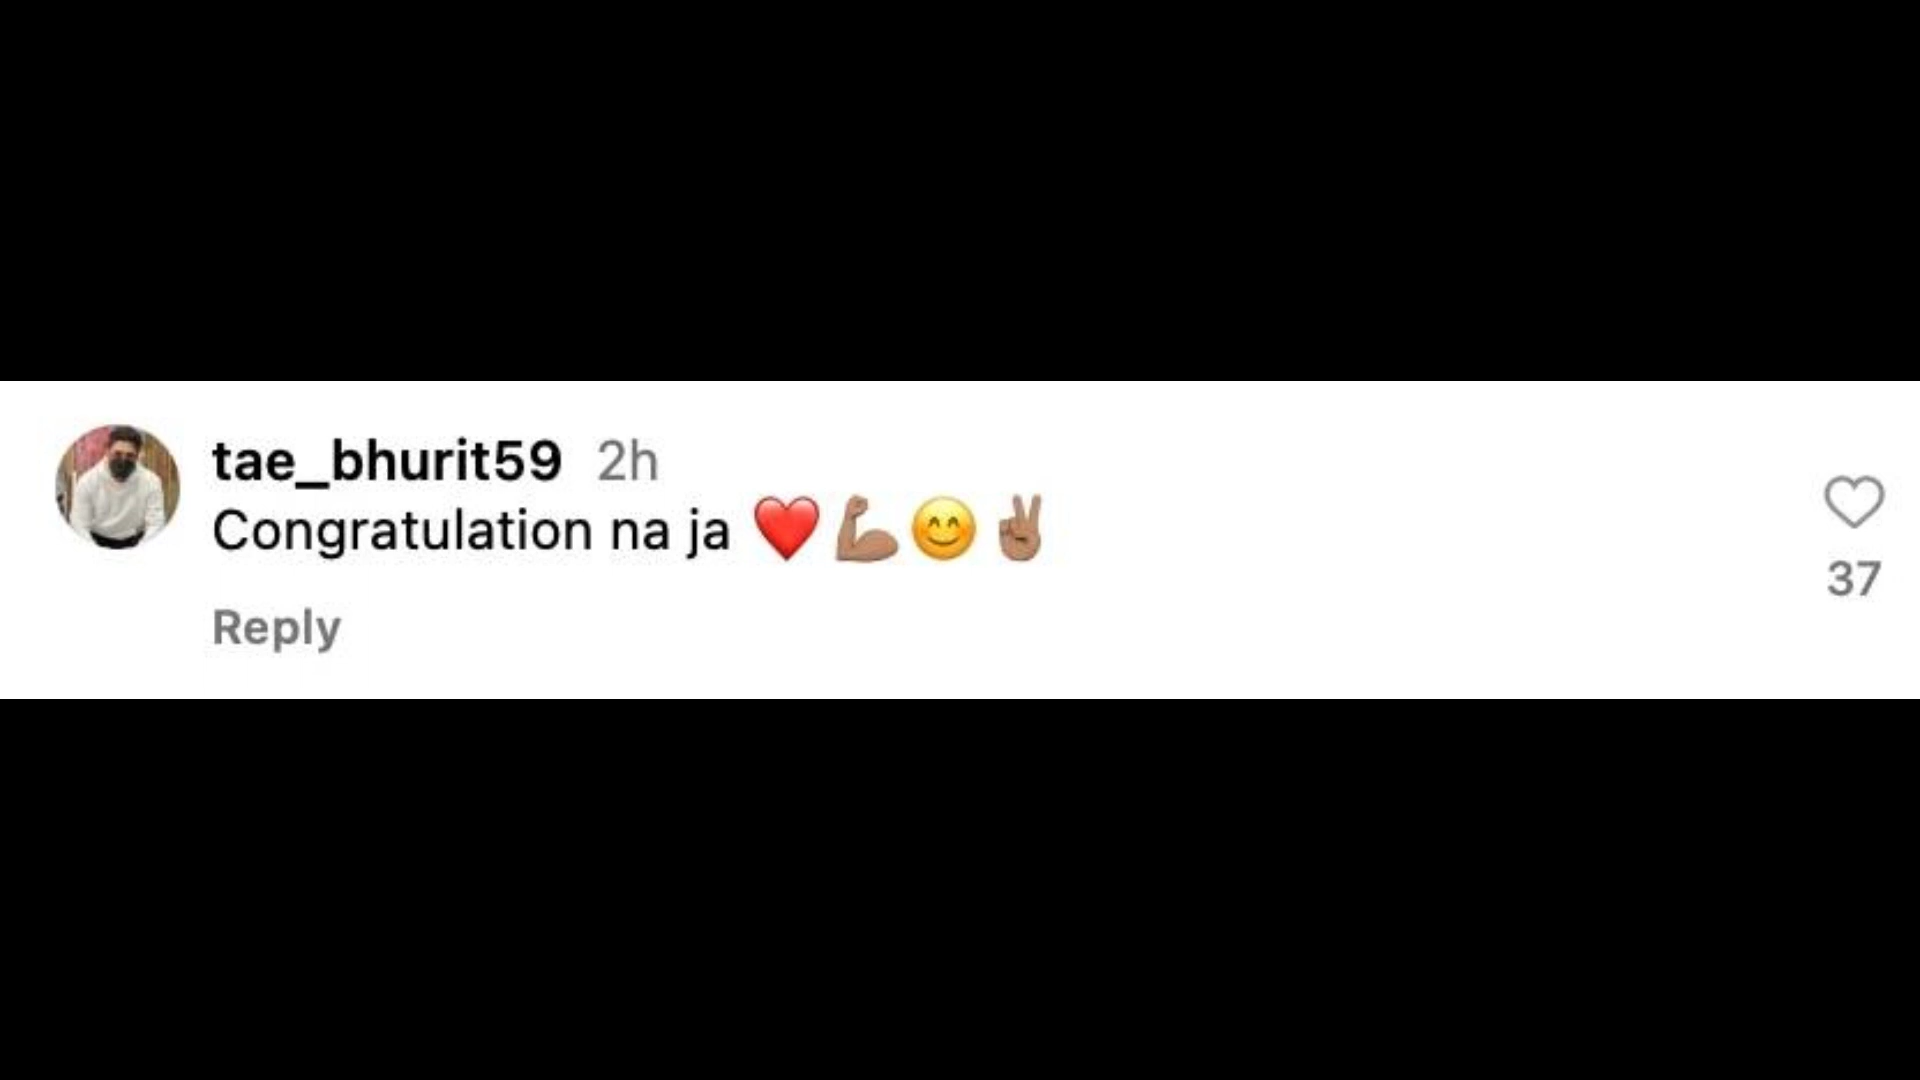 tae_bhurit59 2h
Congratulation na ja ❤️💪🏽😊✌🏽
37
Reply